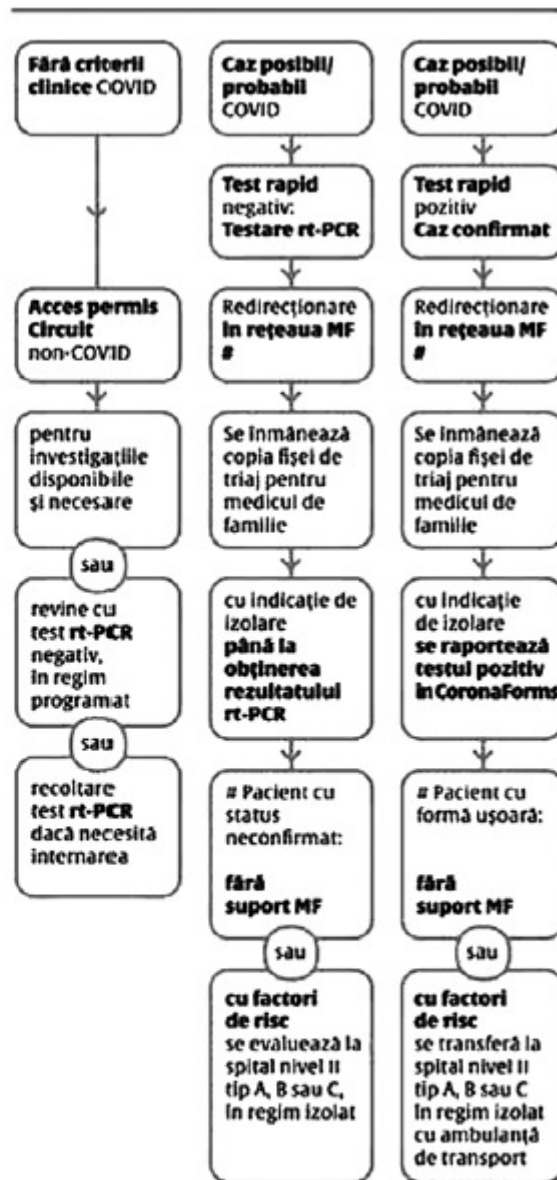 Fără criterii
clinice COVID
Acces permis
Circuit
non-COVID
pentru
investigațiile
disponibile
și necesare
sau
revine cu
test rt-PCR
negativ,
în regim
programat
sau
recoltare
test rt-PCR
dacă necesită
internarea
Caz posibil/
probabil
COVID
Test rapid
negativ:
Testare rt-PCR
Redirecționare
în rețeaua MF
#
Se înmânează
copia fișei de
triaj pentru
medicul de
familie
cu indicație de
izolare
până la
obținerea
rezultatului
rt-PCR
# Pacient cu
status
neconfirmat:
fără
suport MF
sau
cu factori
de risc
se evaluează la
spital nivel II
tip A, B sau C,
în regim izolat
Caz posibil/
probabil
COVID
Test rapid
pozitiv
Caz confirmat
Redirecționare
în rețeaua MF
#
Se înmânează
copia fișei de
triaj pentru
medicul de
familie
cu indicație
de izolare
se raportează
testul pozitiv
în CoronaForms
# Pacient cu
formă ușoară:
fără
suport MF
sau
cu factori
de risc
se transferă la
spital nivel II
tip A, B sau C
în regim izolat
cu ambulanță
de transport